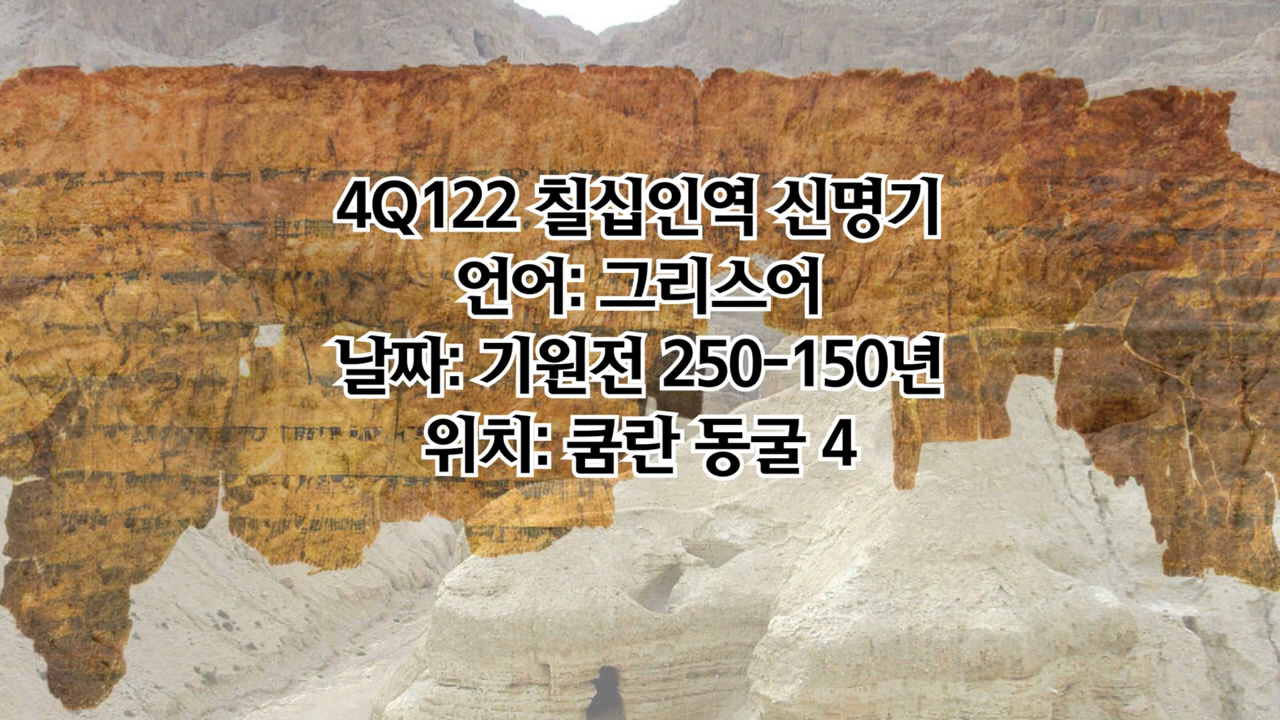 4Q122 칠십인역 신명기
언어: 그리스어
날짜: 기원전 250-150년
위치: 쿰란 동굴 4